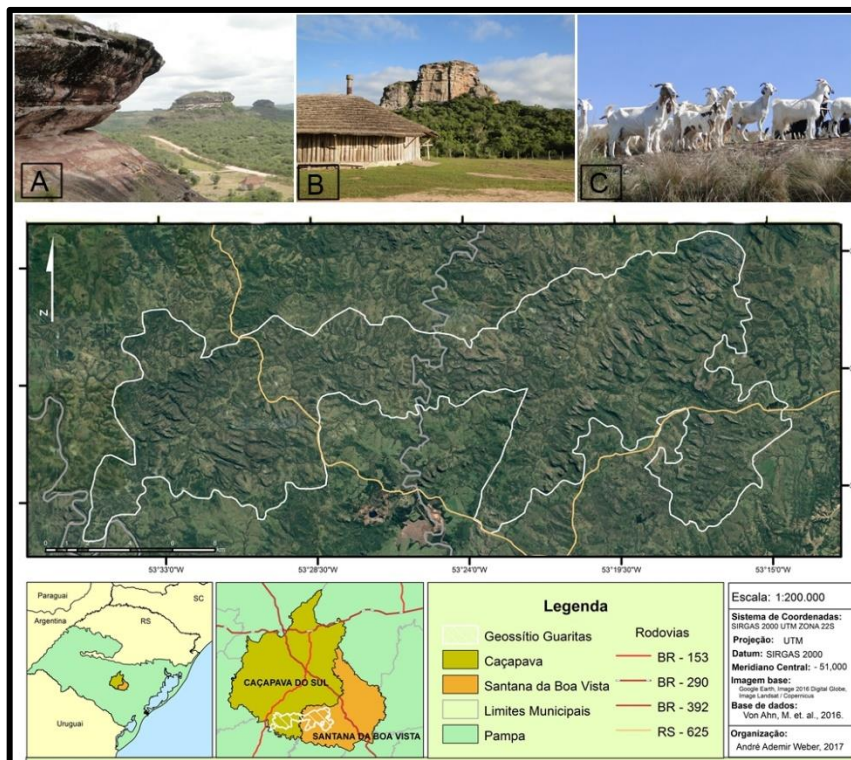 A
B
C
N
53°33'0"W
53°28'30"W
53°24'0"W
53°19'30"W
53°15'0"W
Paraguai
Argentina
SC
RS
Uruguai
CAÇAPAVA DO SUL
SANTANA DA BOA VISTA
Legenda
Geossítio Guaritas
Caçapava
Santana da Boa Vista
Limites Municipais
Pampa
Rodovias
BR - 153
BR - 290
BR - 392
RS - 625
Escala: 1:200.000
Sistema de Coordenadas:
SIRGAS 2000 UTM ZONA 22S
Projeção: UTM
Datum: SIRGAS 2000
Meridiano Central: - 51,000
Imagem base:
Google Earth, Image 2016 Digital Globe,
Image Landsat / Copernicus
Base de dados:
Von Ahn, M. et. al., 2016.
Organização:
André Ademir Weber, 2017